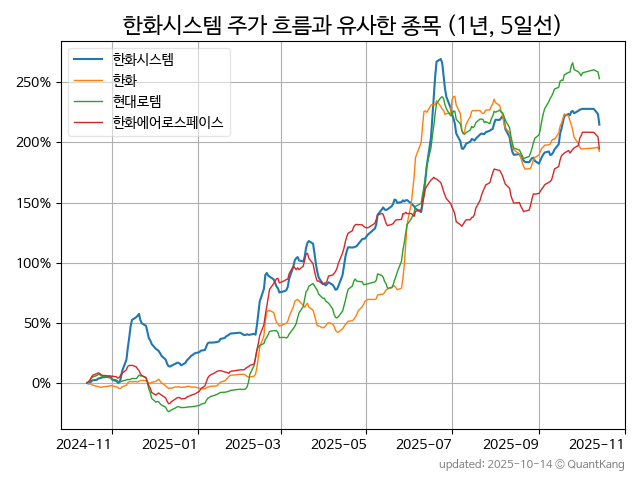 한화시스템 주가 흐름과 유사한 종목 (1년, 5일선)
한화시스템
한화
현대로템
한화에어로스페이스
250%
200%
150%
100%
50%
0%
2024-11 2025-01 2025-03 2025-05 2025-07 2025-09 2025-11
updated: 2025-10-14 © QuantKang